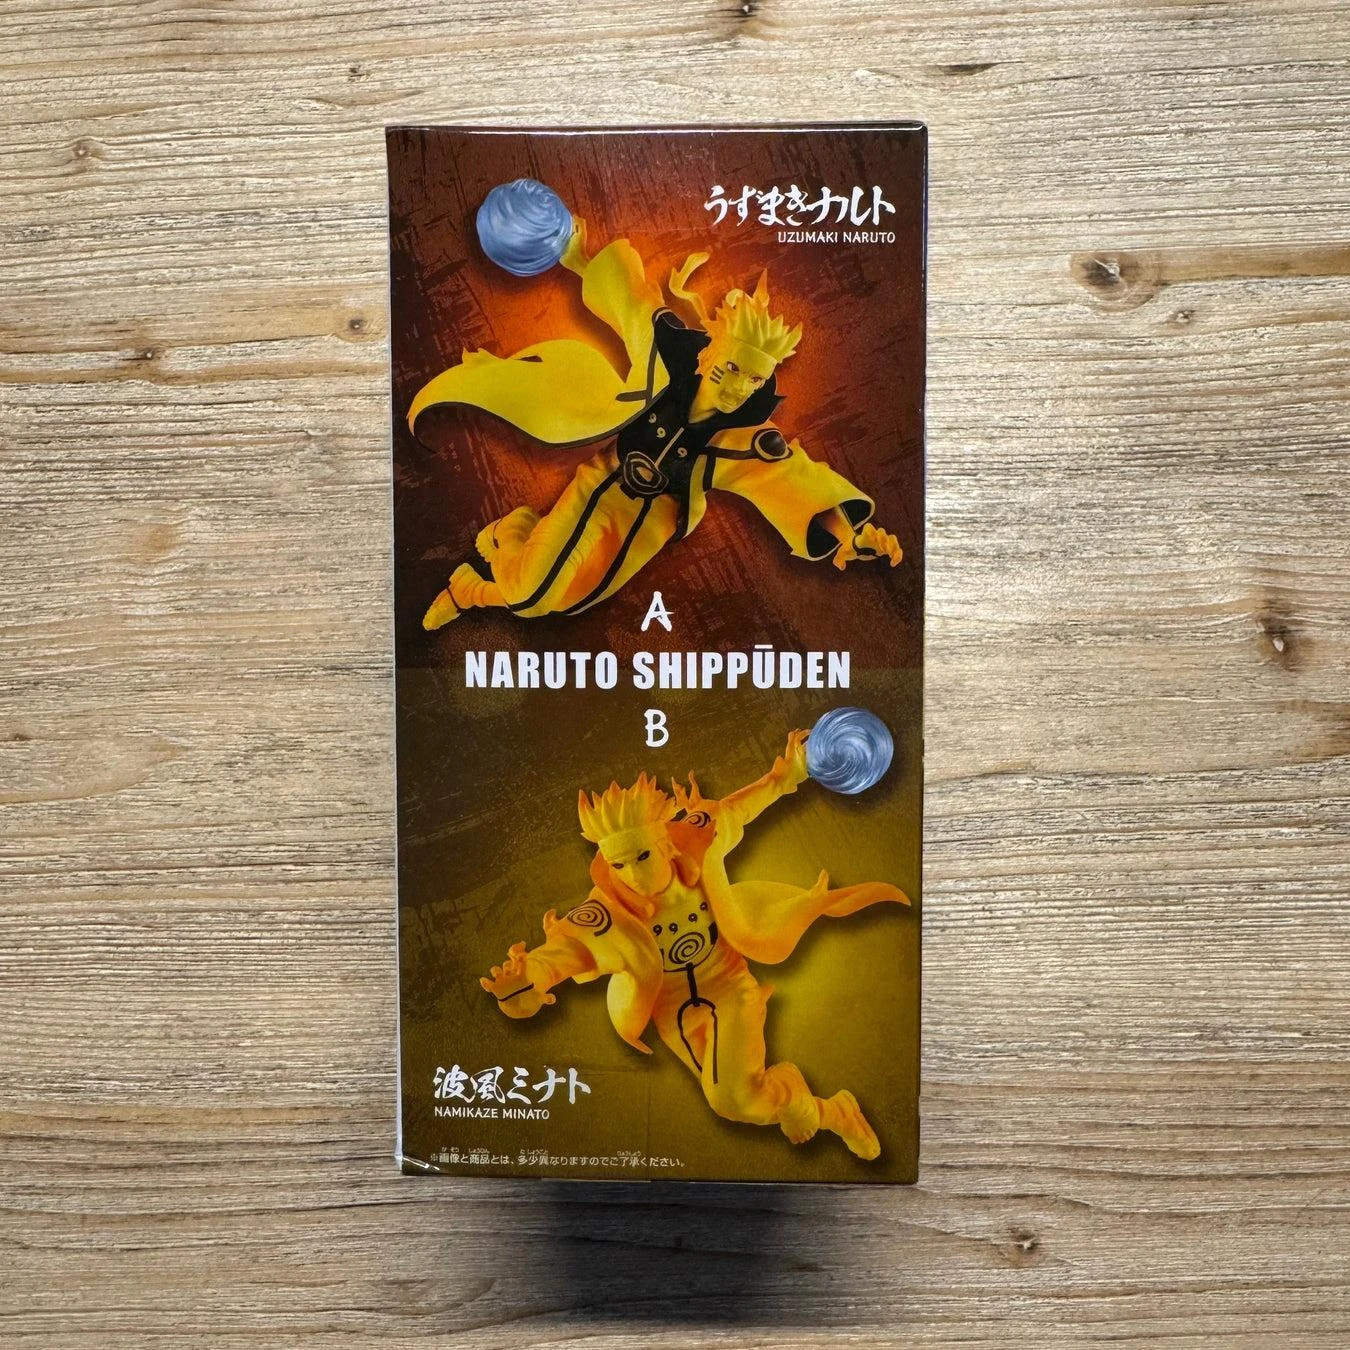 うずまきナルト
UZUMAKI NARUTO
A
NARUTO SHIPPŪDEN
B
波風ミナト
NAMIKAZE MINATO
※画像と商品とは、多少異なりますのでご了承ください。